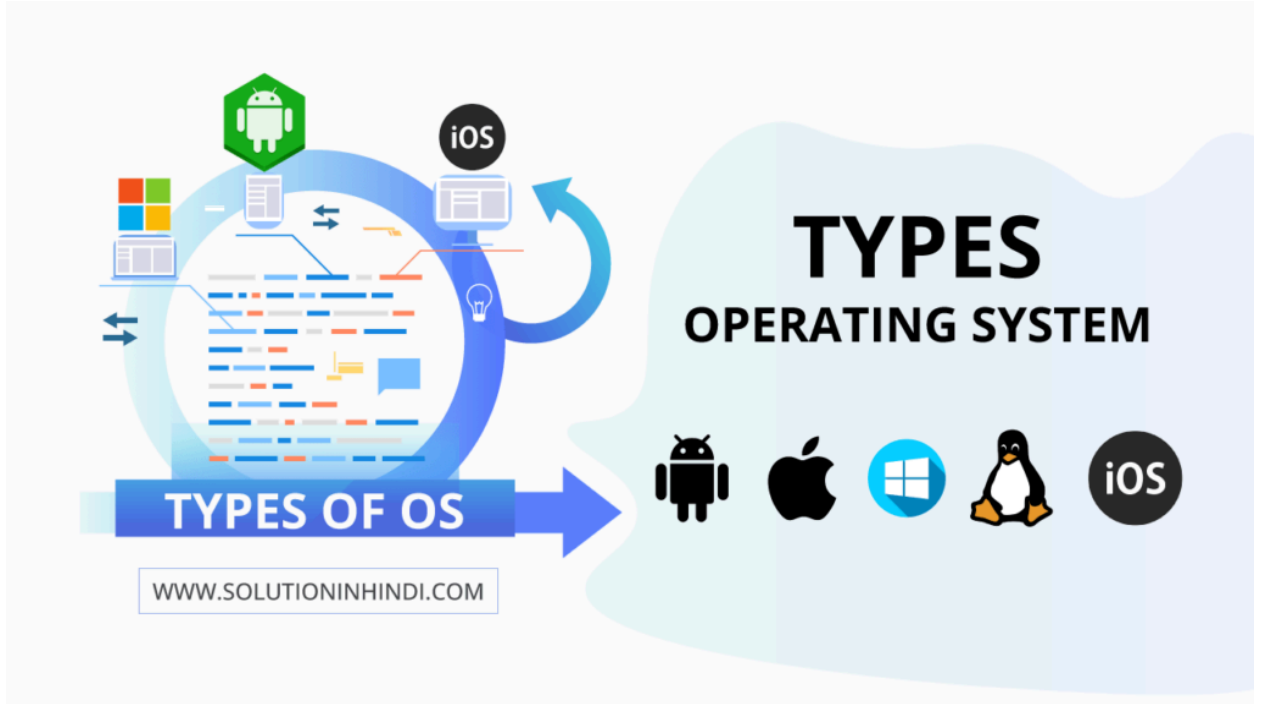 iOS
TYPES OF OS
WWW.SOLUTIONINHINDI.COM
TYPES
OPERATING SYSTEM
iOS